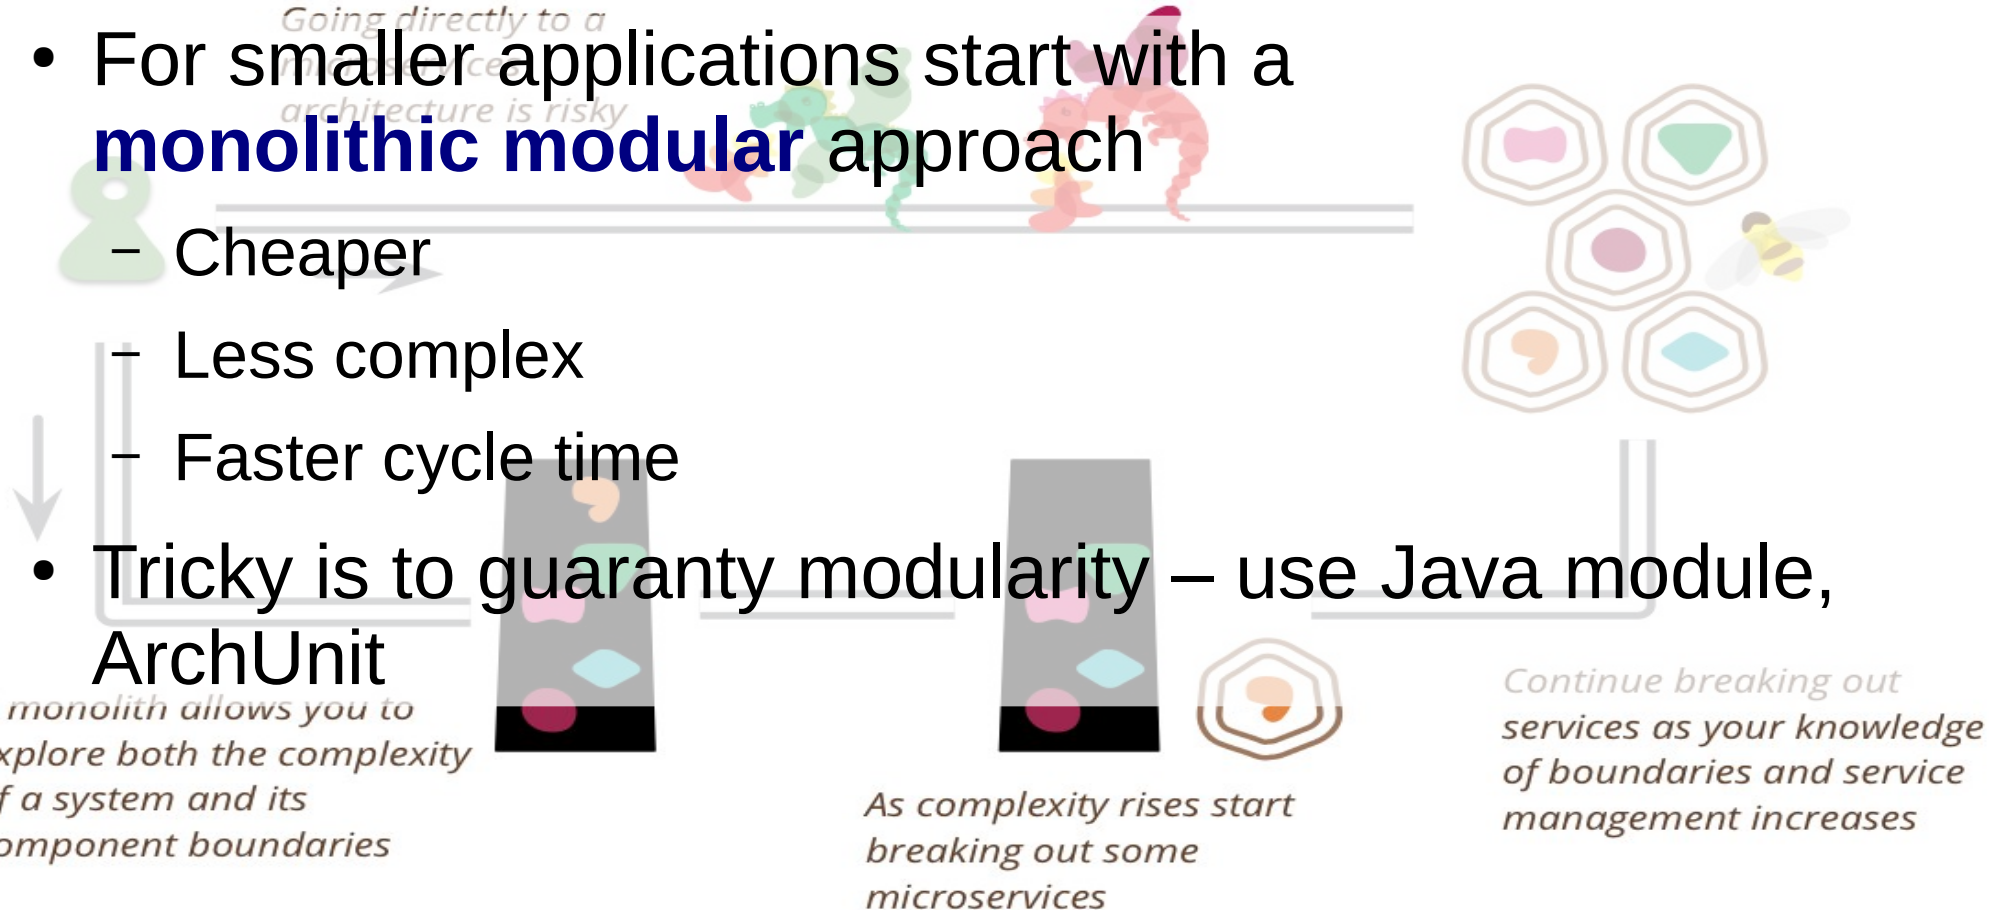 Going directly to a
microservices
architecture is risky
• For smaller applications start with a
monolithic modular approach
– Cheaper
– Less complex
– Faster cycle time
• Tricky is to guaranty modularity – use Java module,
ArchUnit
monolith allows you to
xplore both the complexity
f a system and its
omponent boundaries
As complexity rises start
breaking out some
microservices
Continue breaking out
services as your knowledge
of boundaries and service
management increases